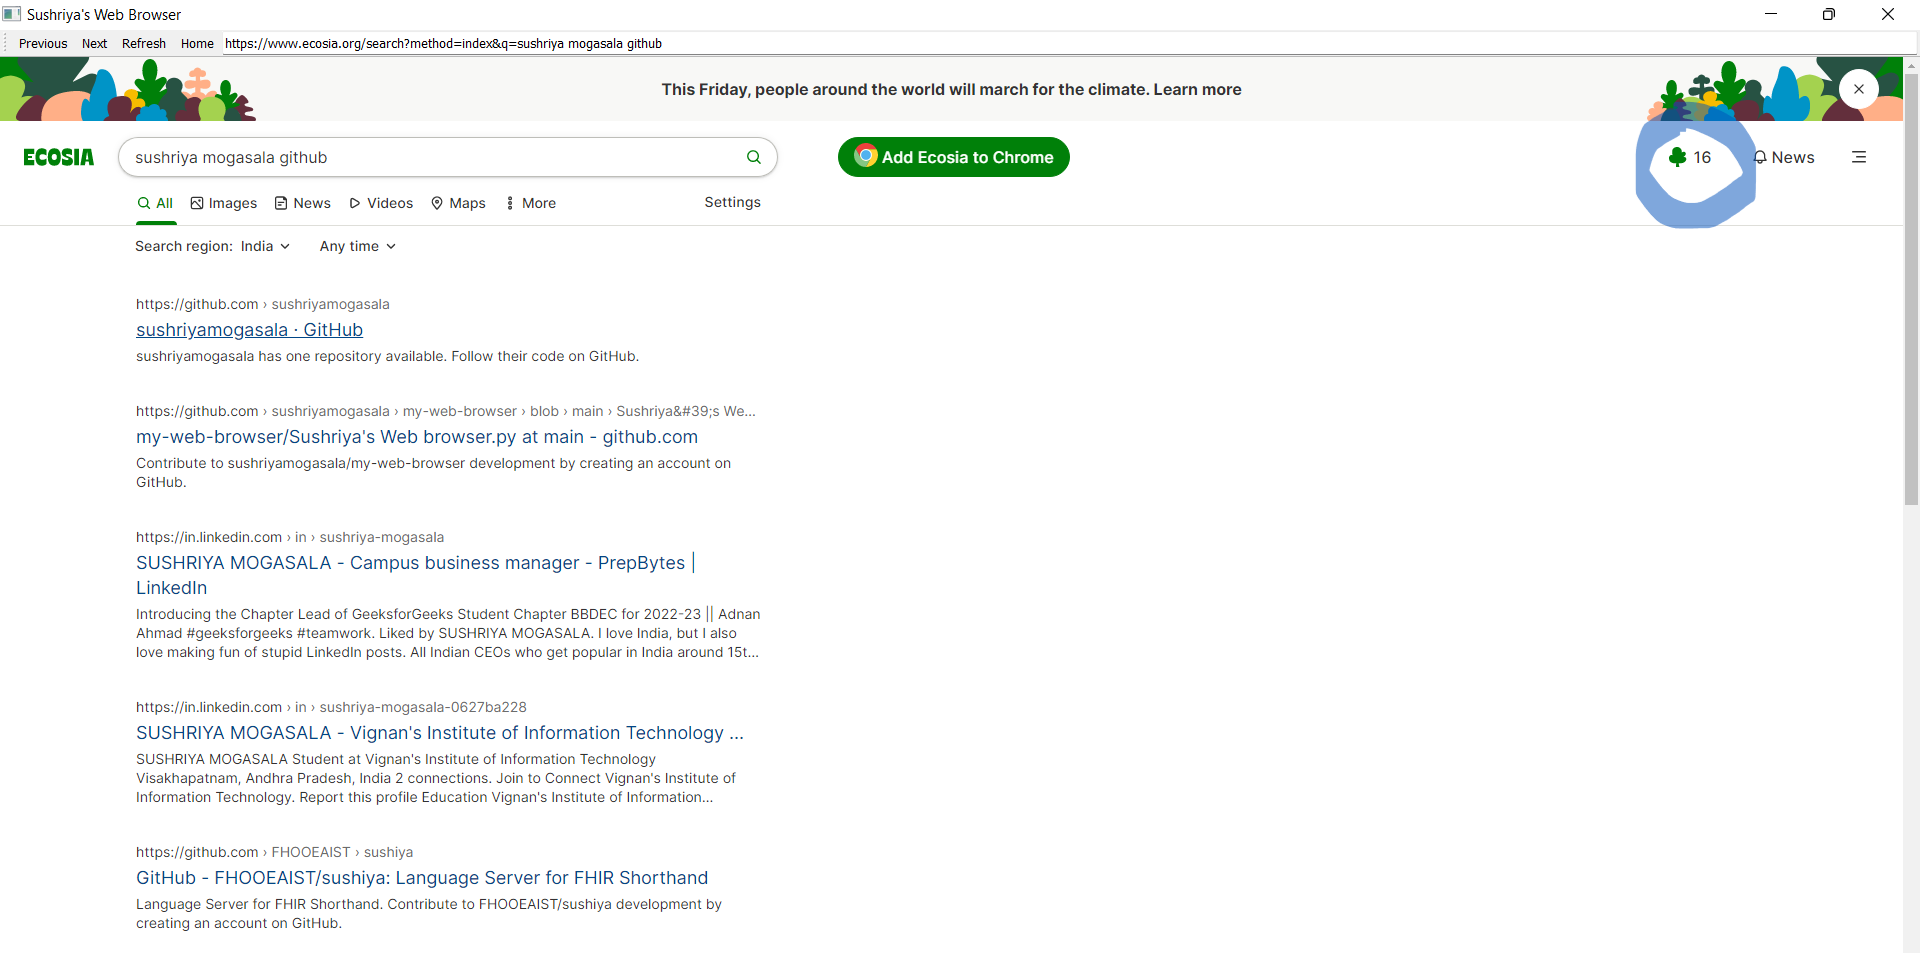 Sushriya's Web Browser
Previous Next Refresh Home https://www.ecosia.org/search?method=index&q=sushriya mogasala github
This Friday, people around the world will march for the climate. Learn more
ECOSIA sushriya mogasala github Add Ecosia to Chrome 16 News
All Images News Videos Maps More Settings
Search region: India Any time
https://github.com › sushriyamogasala
sushriyamogasala · GitHub
sushriyamogasala has one repository available. Follow their code on GitHub.
https://github.com › sushriyamogasala › my-web-browser › blob › main › Sushriya&#39;s We...
my-web-browser/Sushriya's Web browser.py at main - github.com
Contribute to sushriyamogasala/my-web-browser development by creating an account on
GitHub.
https://in.linkedin.com › in › sushriya-mogasala
SUSHRIYA MOGASALA - Campus business manager - PrepBytes |
LinkedIn
Introducing the Chapter Lead of GeeksforGeeks Student Chapter BBDEC for 2022-23 || Adnan
Ahmad #geeksforgeeks #teamwork. Liked by SUSHRIYA MOGASALA. I love India, but I also
love making fun of stupid LinkedIn posts. All Indian CEOs who get popular in India around 15t...
https://in.linkedin.com › in › sushriya-mogasala-0627ba228
SUSHRIYA MOGASALA - Vignan's Institute of Information Technology ...
SUSHRIYA MOGASALA Student at Vignan's Institute of Information Technology
Visakhapatnam, Andhra Pradesh, India 2 connections. Join to Connect Vignan's Institute of
Information Technology. Report this profile Education Vignan's Institute of Information...
https://github.com › FHOOEAIST › sushiya
GitHub - FHOOEAIST/sushiya: Language Server for FHIR Shorthand
Language Server for FHIR Shorthand. Contribute to FHOOEAIST/sushiya development by
creating an account on GitHub.